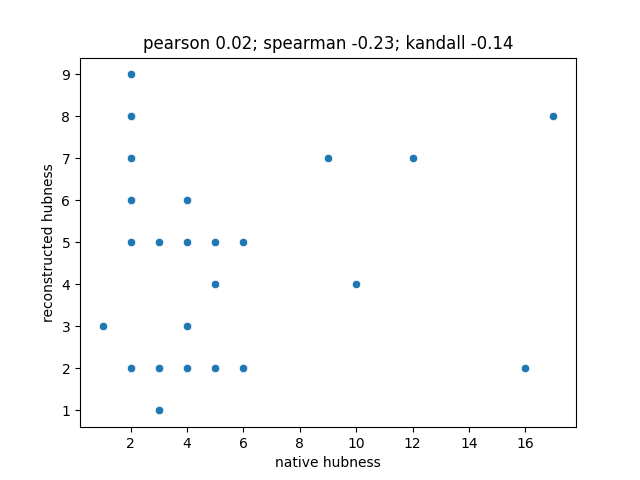 pearson 0.02; spearman -0.23; kandall -0.14
9
8
7
6
5
4
3
2
1
reconstructed hubness
2 4 6 8 10 12 14 16
native hubness